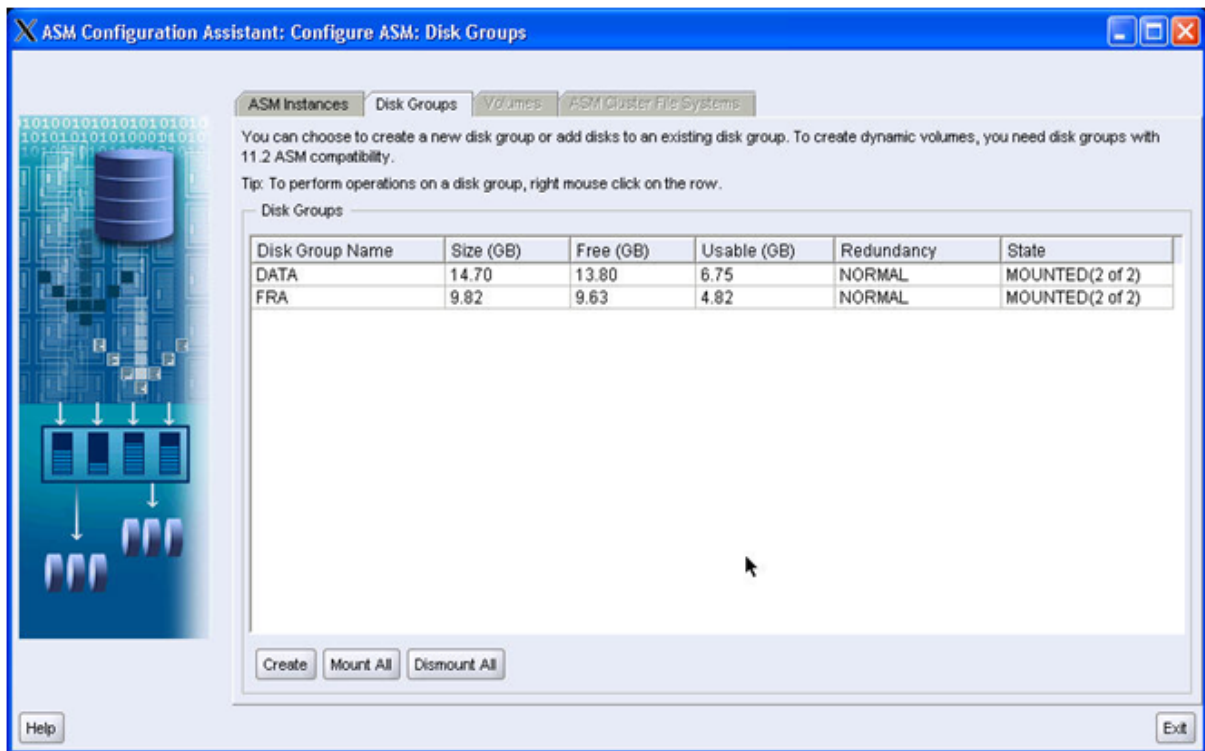 ASM Configuration Assistant: Configure ASM: Disk Groups
ASM Instances
Disk Groups
Volumes
ASM Cluster File Systems
You can choose to create a new disk group or add disks to an existing disk group. To create dynamic volumes, you need disk groups with
11.2 ASM compatibility.
Tip: To perform operations on a disk group, right mouse click on the row.
Disk Groups
Disk Group Name Size (GB) Free (GB) Usable (GB) Redundancy State
DATA 14.70 13.80 6.75 NORMAL MOUNTED(2 of 2)
FRA 9.82 9.63 4.82 NORMAL MOUNTED(2 of 2)
Create
Mount All
Dismount All
Help
Exit